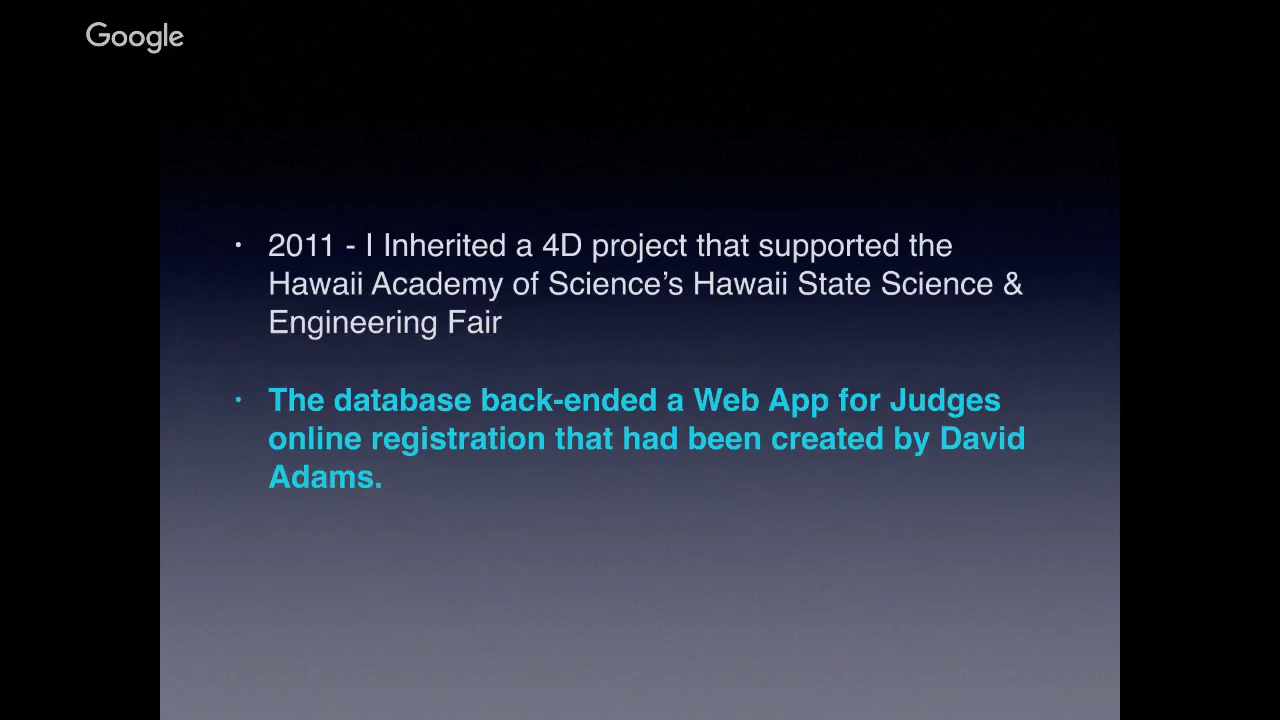 Google
• 2011 - I Inherited a 4D project that supported the
Hawaii Academy of Science’s Hawaii State Science &
Engineering Fair
• The database back-ended a Web App for Judges
online registration that had been created by David
Adams.